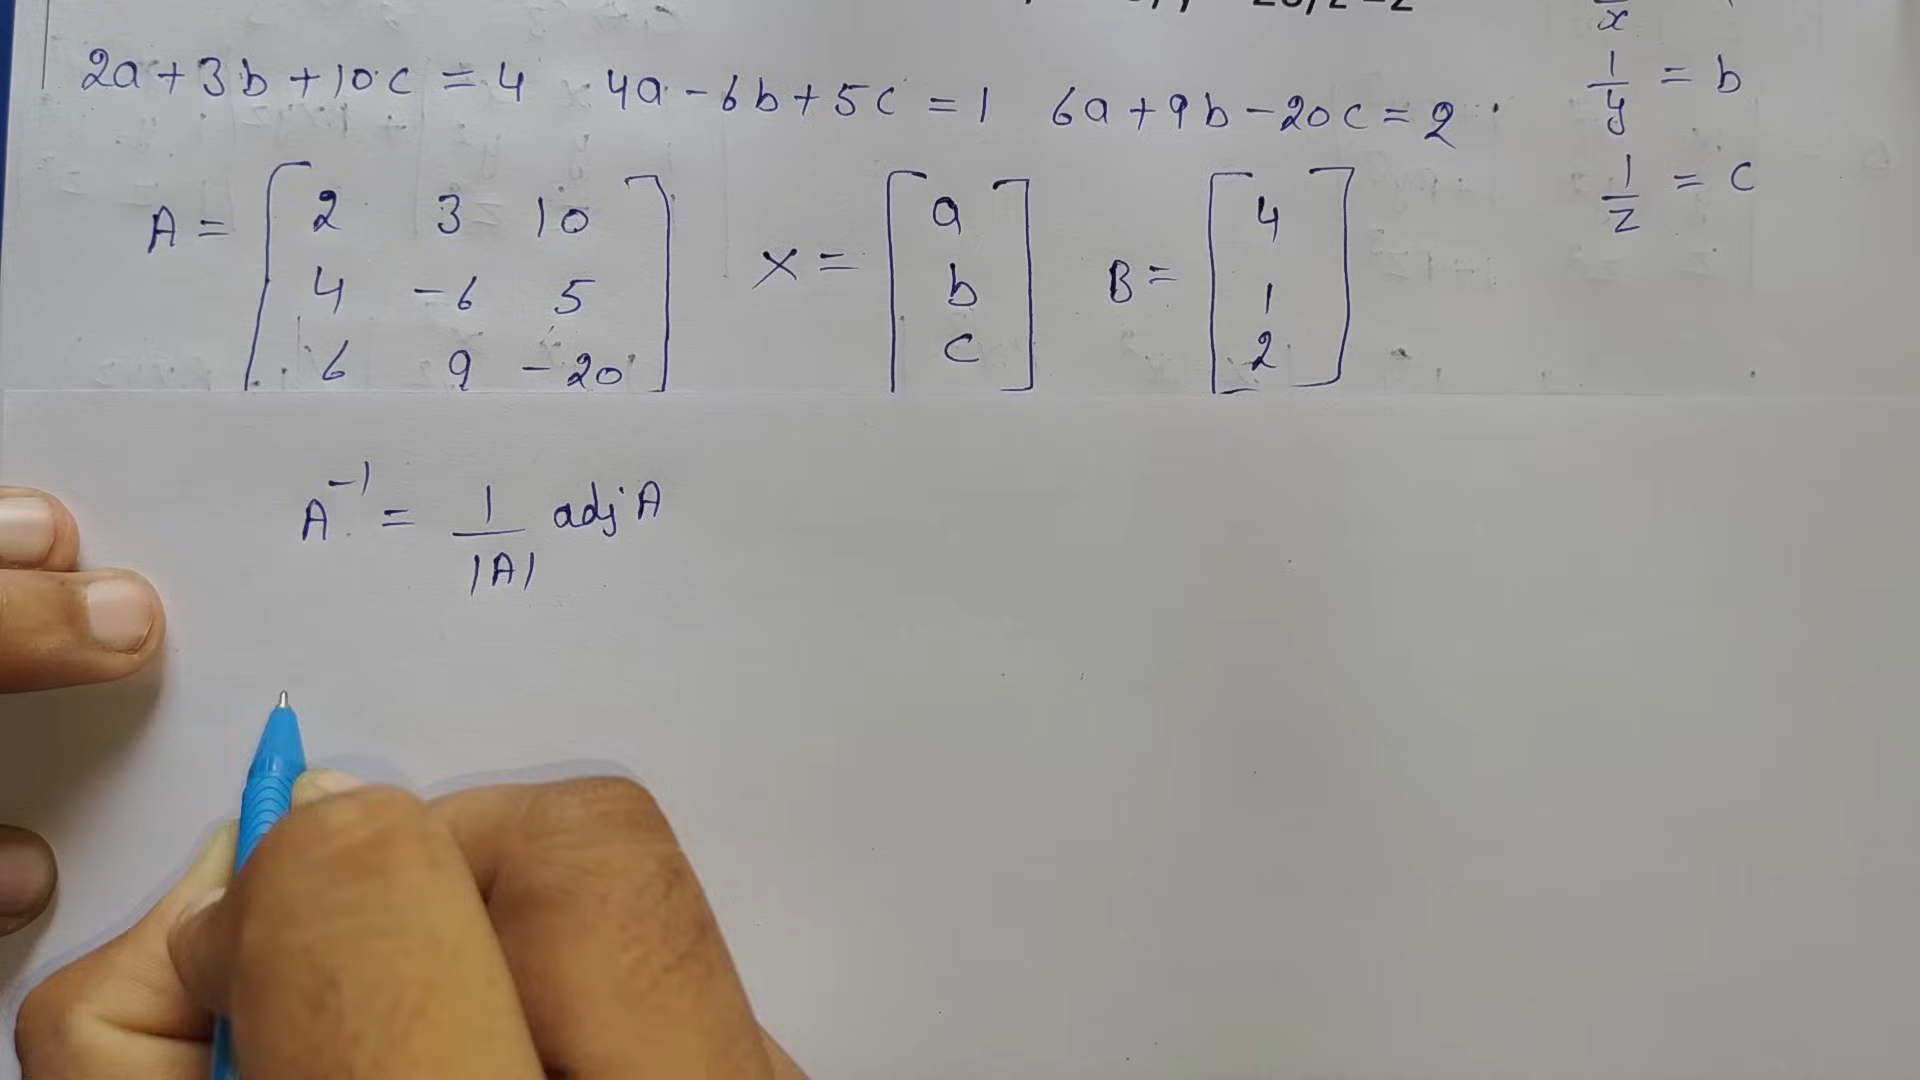 2a+3b+10c = 4 4a-6b+5c = 1 6a+9b-20c = 2
x
1/y = b
1/z = c
A = [2 3 10
4 -6 5
6 9 -20]
X = [a
b
c]
B = [4
1
2]
A^-1 = 1/|A| adj A